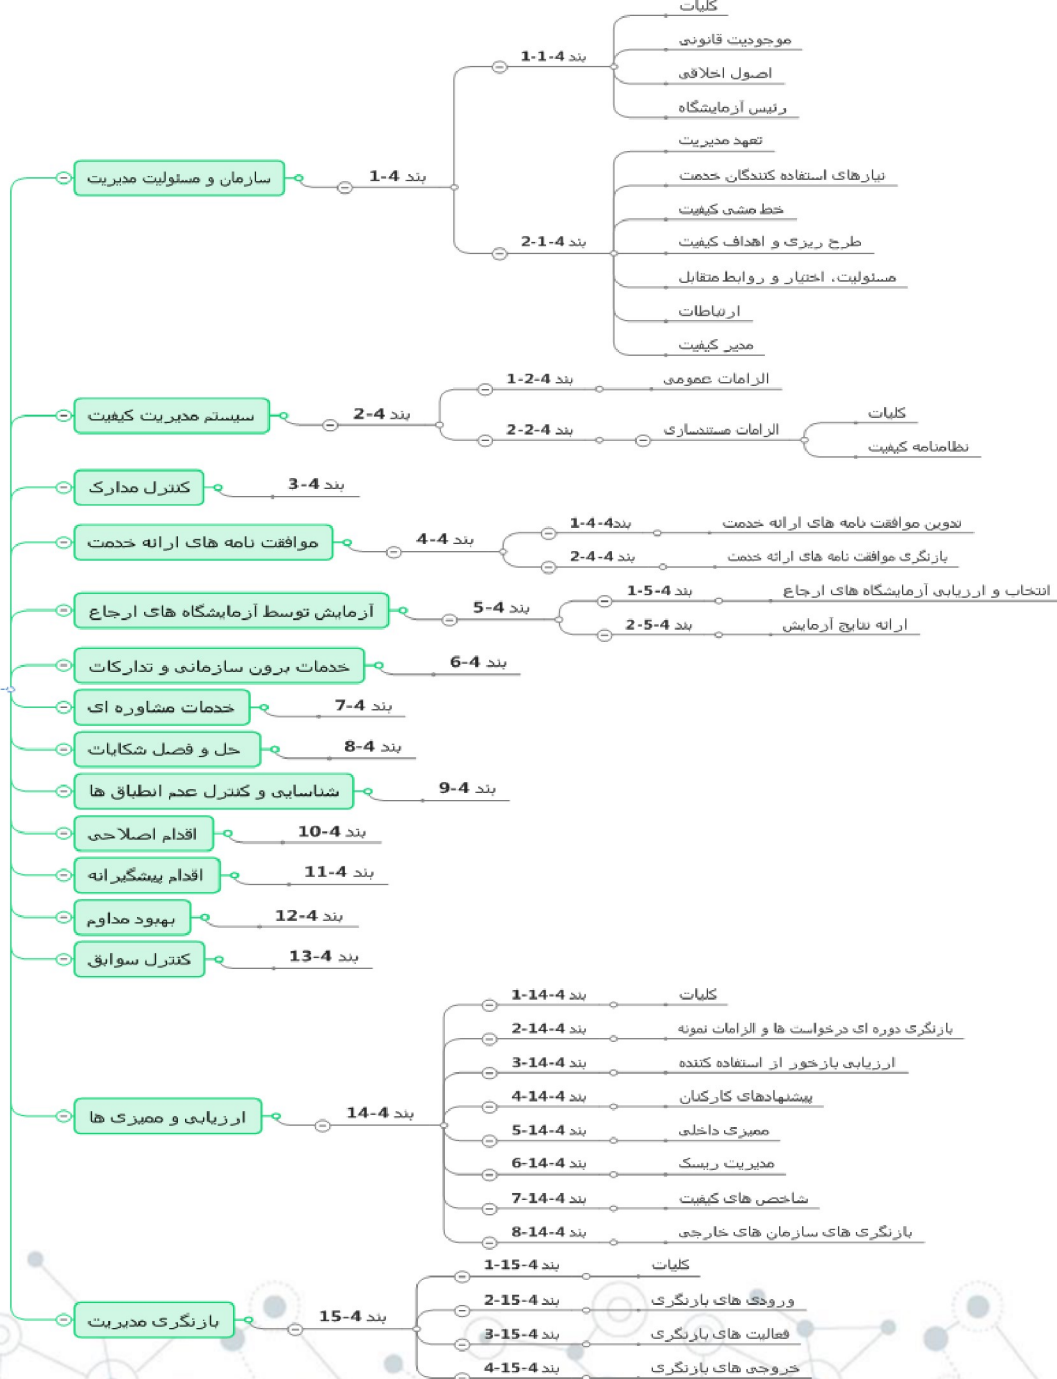 سازمان و مسئولیت مدیریت
بند 4-1
بند 4-1-1
کلیات
موجودیت قانونی
اصول اخلاقی
رئیس آزمایشگاه
بند 4-1-2
تعهد مدیریت
نیازهای استفاده کنندگان خدمت
خط مشی کیفیت
طرح ریزی و اهداف کیفیت
مسئولیت، اختیار و روابط متقابل
ارتباطات
مدیر کیفیت
سیستم مدیریت کیفیت
بند 4-2
بند 4-2-1
الزامات عمومی
بند 4-2-2
الزامات مستندسازی
کلیات
نظامنامه کیفیت
کنترل مدارک
بند 4-3
موافقت نامه های ارائه خدمت
بند 4-4
بند4-4-1
تدوین موافقت نامه های ارائه خدمت
بند 4-4-2
بازنگری موافقت نامه های ارائه خدمت
آزمایش توسط آزمایشگاه های ارجاع
بند 4-5
بند 4-5-1
انتخاب و ارزیابی آزمایشگاه های ارجاع
بند 4-5-2
ارائه نتایج آزمایش
خدمات برون سازمانی و تدارکات
بند 4-6
خدمات مشاوره ای
بند 4-7
حل و فصل شکایات
بند 4-8
شناسایی و کنترل عدم انطباق ها
بند 4-9
اقدام اصلاحی
بند 4-10
اقدام پیشگیرانه
بند 4-11
بهبود مداوم
بند 4-12
کنترل سوابق
بند 4-13
ارزیابی و ممیزی ها
بند 4-14
بند 4-14-1
کلیات
بند 4-14-2
بازنگری دوره ای درخواست ها و الزامات نمونه
بند 4-14-3
ارزیابی بازخور از استفاده کننده
بند 4-14-4
پیشنهادهای کارکنان
بند 4-14-5
ممیزی داخلی
بند 4-14-6
مدیریت ریسک
بند 4-14-7
شاخص های کیفیت
بند 4-14-8
بازنگری های سازمان های خارجی
بازنگری مدیریت
بند 4-15
بند 4-15-1
کلیات
بند 4-15-2
ورودی های بازنگری
بند 4-15-3
فعالیت های بازنگری
بند 4-15-4
خروجی های بازنگری